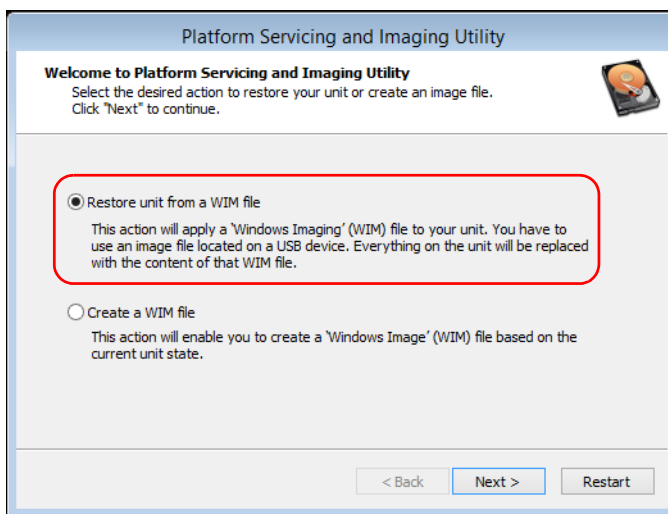 Platform Servicing and Imaging Utility
Welcome to Platform Servicing and Imaging Utility
Select the desired action to restore your unit or create an image file.
Click "Next" to continue.
Restore unit from a WIM file
This action will apply a ‘Windows Imaging’ (WIM) file to your unit. You have to
use an image file located on a USB device. Everything on the unit will be replaced
with the content of that WIM file.
Create a WIM file
This action will enable you to create a ‘Windows Image’ (WIM) file based on the
current unit state.
< Back Next > Restart